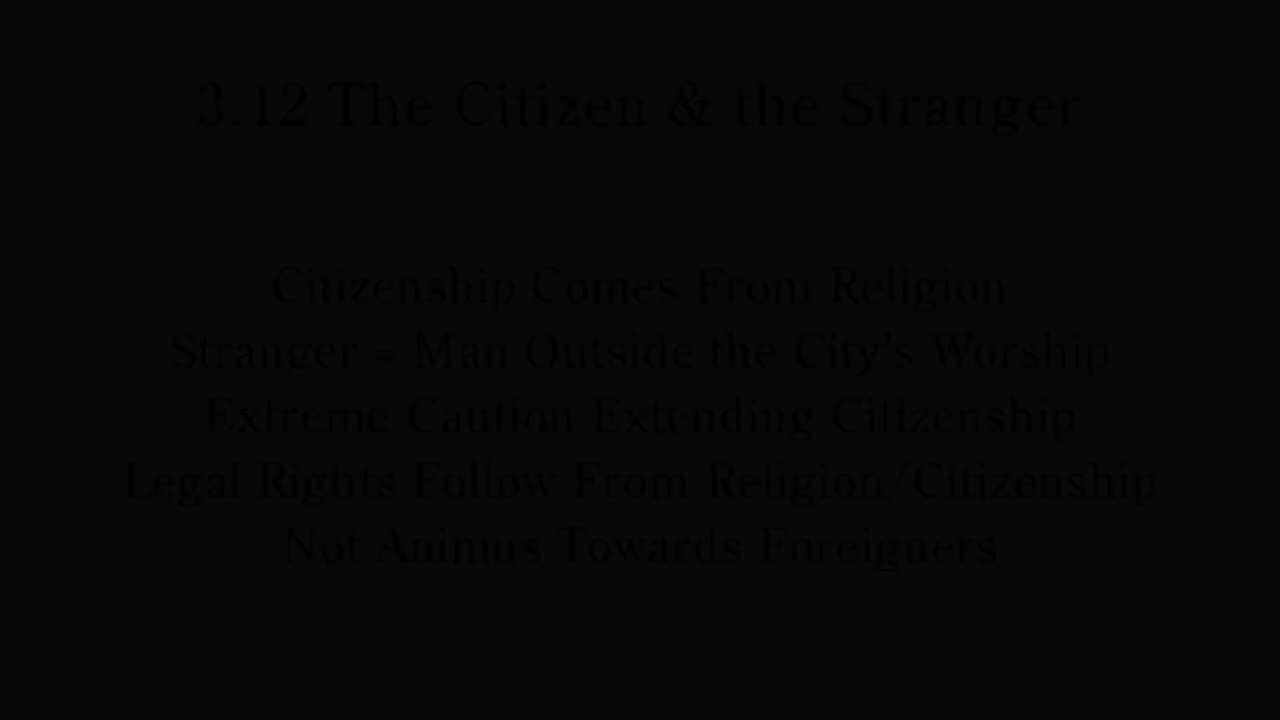 3.12 The Citizen & the Stranger
Citizenship Comes From Religion
Stranger = Man Outside the City's Worship
Extreme Caution Extending Citizenship
Legal Rights Follow From Religion/Citizenship
Not Animus Towards Foreigners